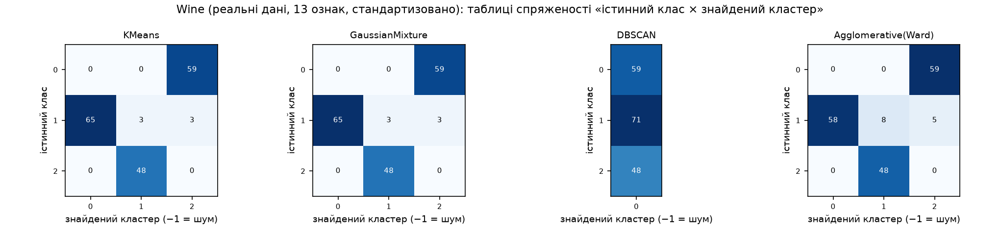 Wine (реальні дані, 13 ознак, стандартизовано): таблиці спряженості «істинний клас × знайдений кластер»
KMeans
істинний клас
0 0 0 59
1 65 3 3
2 0 48 0
0 1 2
знайдений кластер (−1 = шум)
GaussianMixture
істинний клас
0 0 0 59
1 65 3 3
2 0 48 0
0 1 2
знайдений кластер (−1 = шум)
DBSCAN
істинний клас
0 59
1 71
2 48
0
знайдений кластер (−1 = шум)
Agglomerative(Ward)
істинний клас
0 0 0 59
1 58 8 5
2 0 48 0
0 1 2
знайдений кластер (−1 = шум)